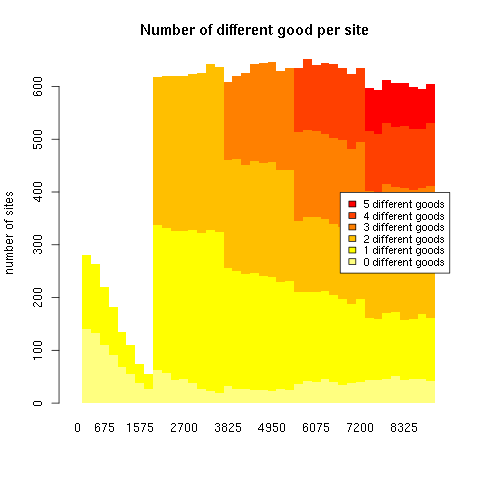 Number of different good per site
number of sites
600
500
400
300
200
100
0
5 different goods
4 different goods
3 different goods
2 different goods
1 different goods
0 different goods
0 675 1575 2700 3825 4950 6075 7200 8325